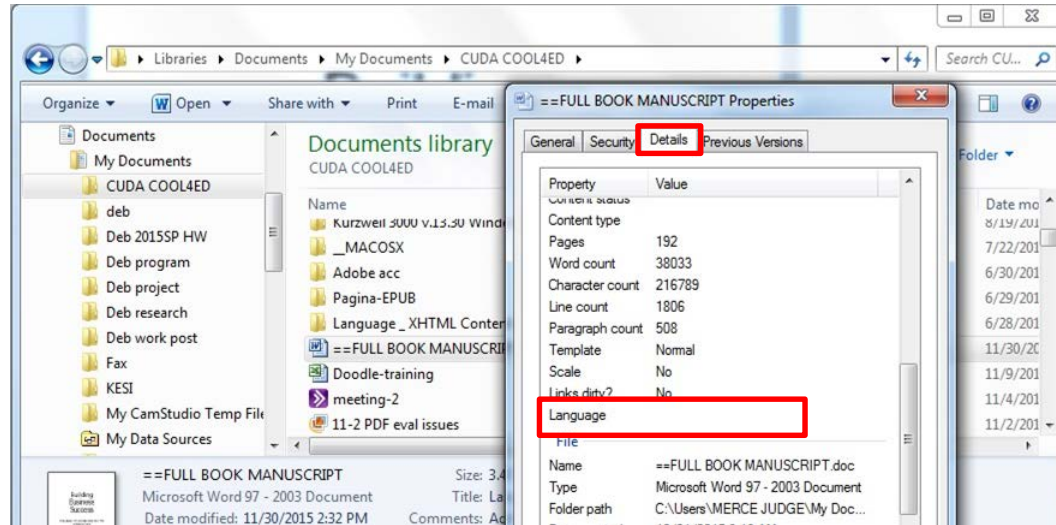 Libraries ▸ Documents ▸ My Documents ▸ CUDA COOL4ED ▸
Search CU...
Organize
Open
Share with
Print
E-mail
Folder
Documents
My Documents
CUDA COOL4ED
deb
Deb 2015SP HW
Deb program
Deb project
Deb research
Deb work post
Fax
KESI
My CamStudio Temp File
My Data Sources
Documents library
CUDA COOL4ED
Name
Kurzweil 3000 v.13.30 Windo
__MACOSX
Adobe acc
Pagina-EPUB
Language _ XHTML Conter
==FULL BOOK MANUSCRI
Doodle-training
meeting-2
11-2 PDF eval issues
Date mo
8/19/201
7/22/201
6/30/201
6/29/201
6/28/201
11/30/20
11/9/201
11/4/201
11/2/201
==FULL BOOK MANUSCRIPT Properties
General Security Details Previous Versions
Property Value
Content status
Content type
Pages 192
Word count 38033
Character count 216789
Line count 1806
Paragraph count 508
Template Normal
Scale No
Links dirty? No
Language
File
Name ==FULL BOOK MANUSCRIPT.doc
Type Microsoft Word 97 - 2003 Document
Folder path C:\Users\MERCE JUDGE\My Doc...
==FULL BOOK MANUSCRIPT
Size: 3.4
Microsoft Word 97 - 2003 Document
Title: La
Date modified: 11/30/2015 2:32 PM
Comments: Ad
Building
Business
Success